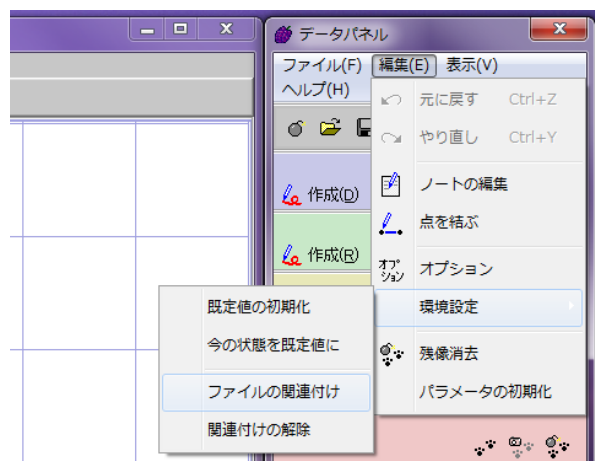 データパネル
ファイル(F) 編集(E) 表示(V)
ヘルプ(H)
元に戻す Ctrl+Z
やり直し Ctrl+Y
ノートの編集
作成(D)
点を結ぶ
作成(R)
オプション オプション
環境設定
既定値の初期化
今の状態を既定値に
残像消去
ファイルの関連付け
パラメータの初期化
関連付けの解除